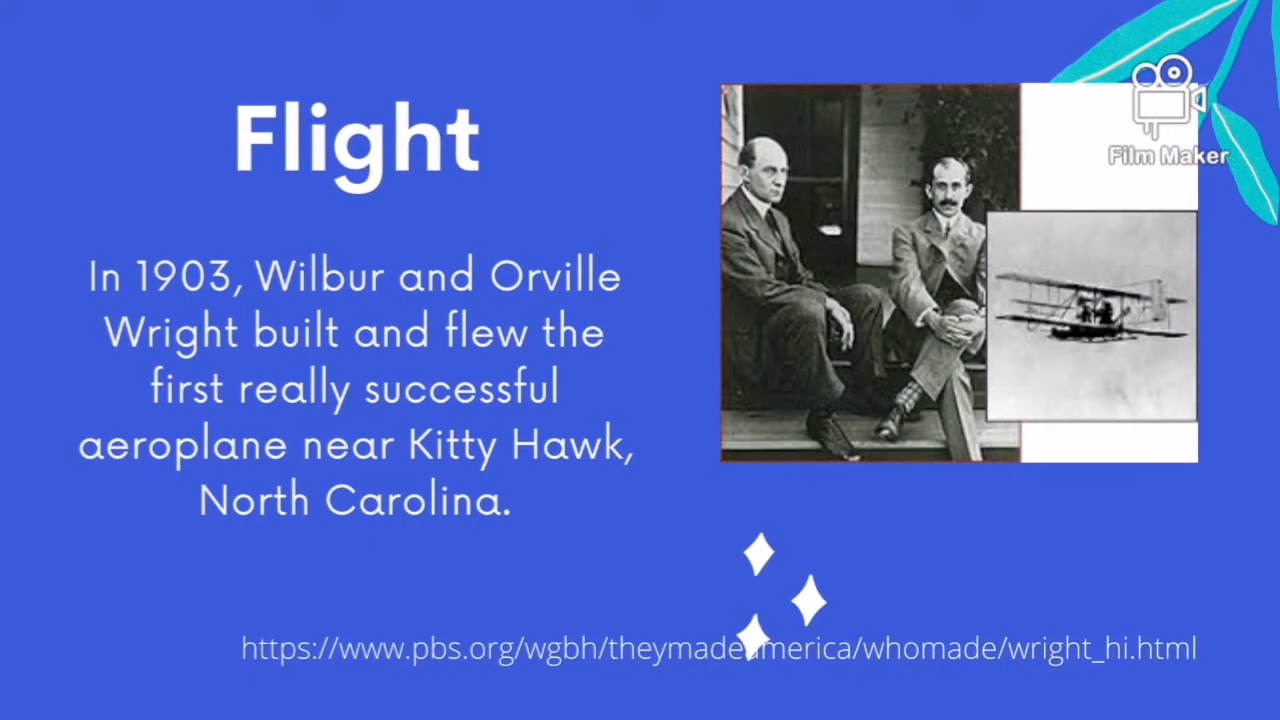 Flight
In 1903, Wilbur and Orville
Wright built and flew the
first really successful
aeroplane near Kitty Hawk,
North Carolina.
Film Maker
https://www.pbs.org/wgbh/theymadeamerica/whomade/wright_hi.html